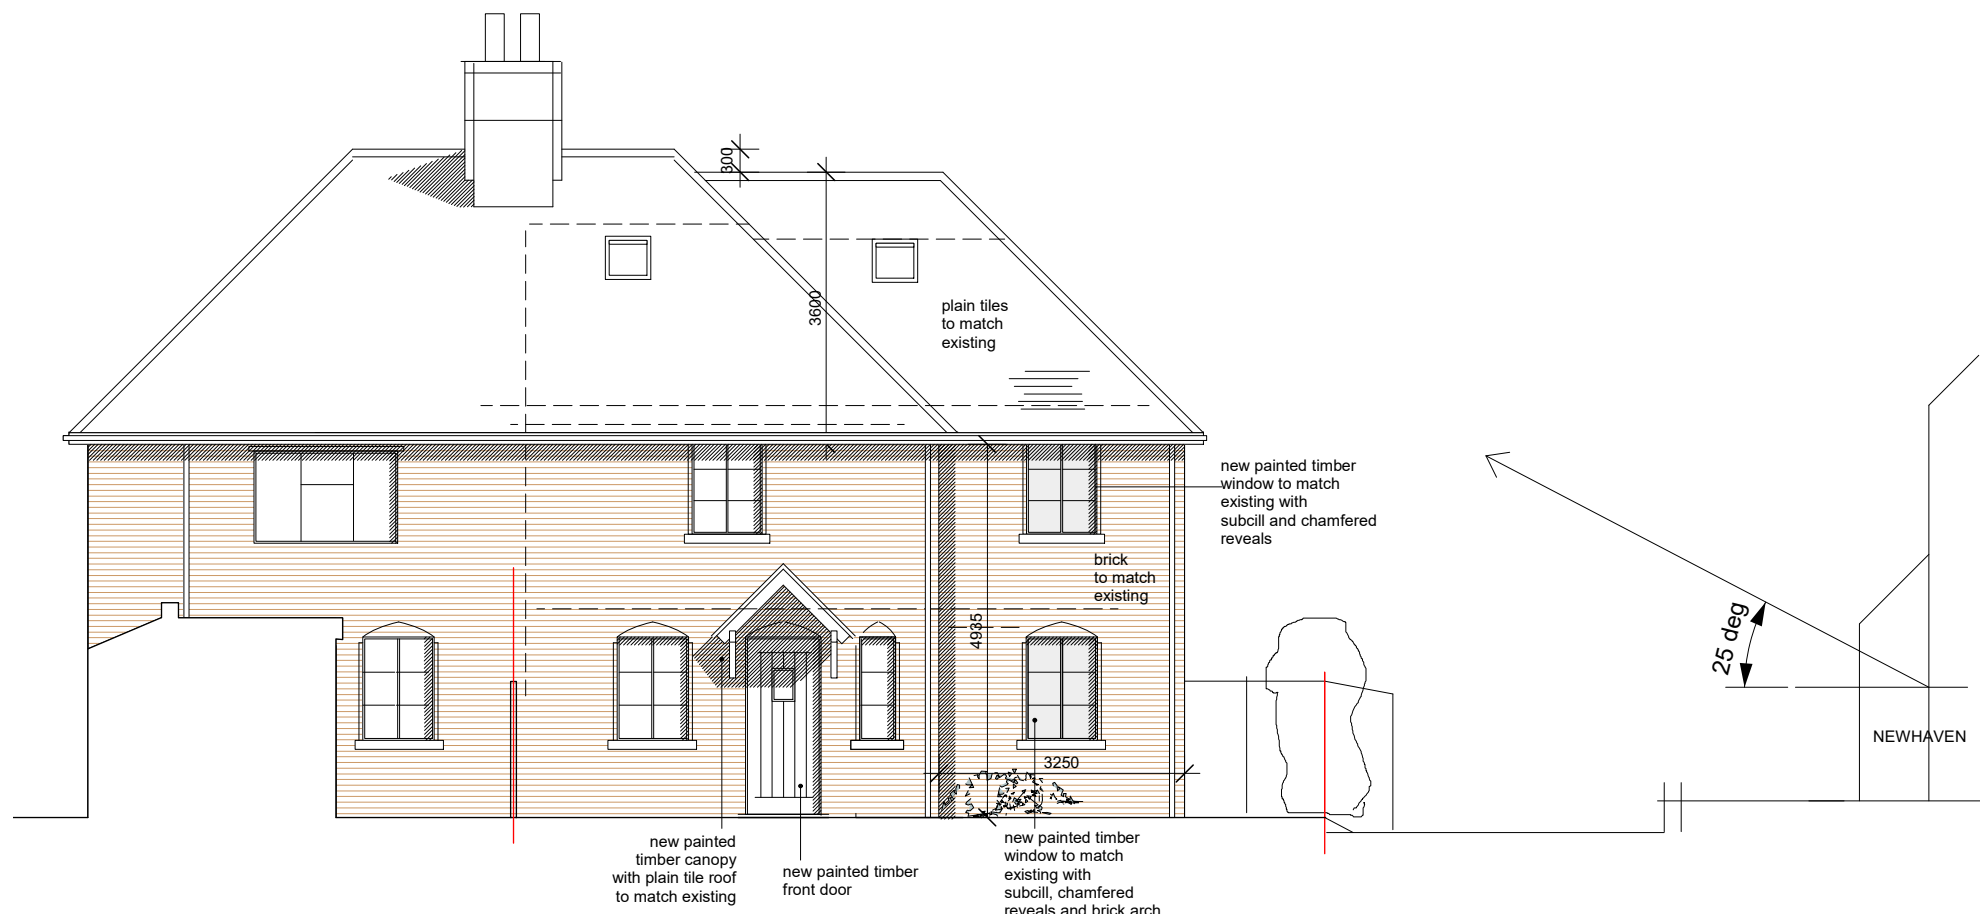 300
3600
plain tiles
to match
existing
new painted timber
window to match
existing with
subcill and chamfered
reveals
brick
to match
existing
4935
25 deg
NEWHAVEN
3250
new painted
timber canopy
with plain tile roof
to match existing
new painted timber
front door
new painted timber
window to match
existing with
subcill, chamfered
reveals and brick arch